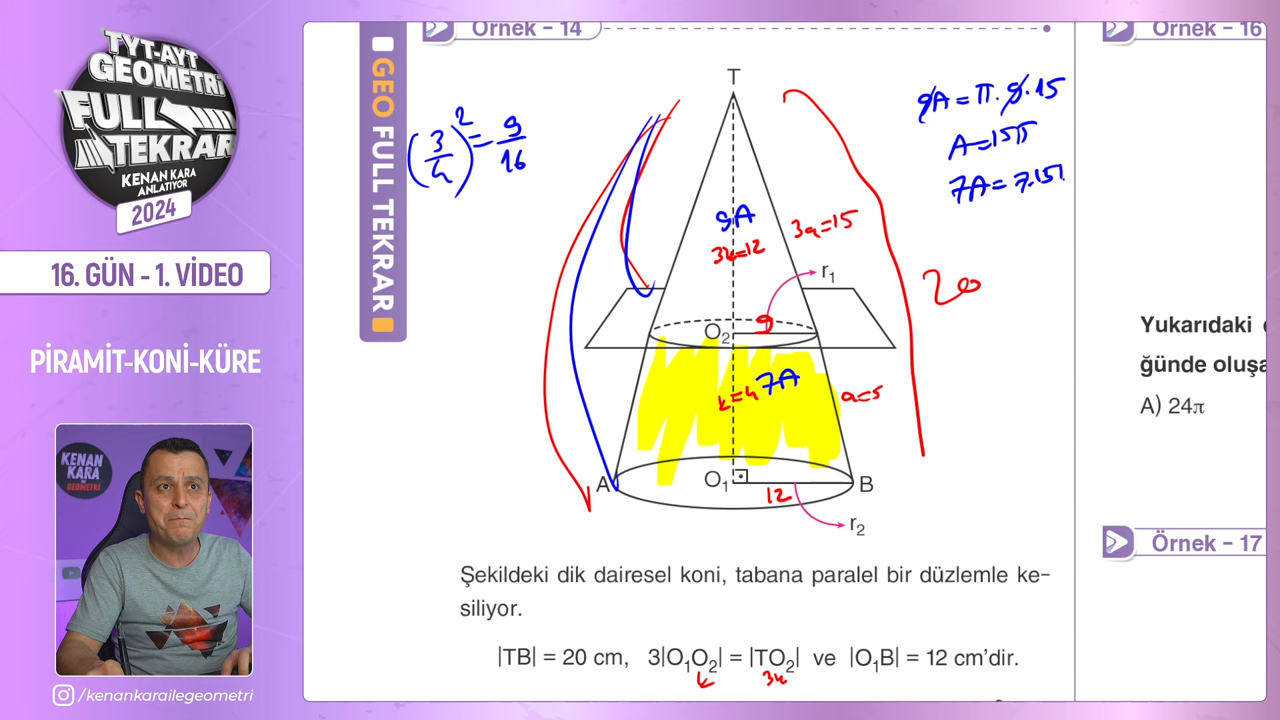 TYT-AYT
GEOMETRİ
FULL
TEKRAR
KENAN KARA
ANLATIYOR
2024
16. GÜN - 1. VİDEO
PİRAMİT-KONİ-KÜRE
KENAN
KARA
GEOMETRİ
/kenankarailegeometri
GEO FULL TEKRAR
Örnek - 14
(3/4)² = 9/16
T
9A = π.9.15
A=15π
7A = 7.15π
9A
3k=12
3a=15
r₁
20
O₂
9
k=4
7A
a=5
A
O₁
B
12
r₂
Şekildeki dik dairesel koni, tabana paralel bir düzlemle ke-
siliyor.
|TB| = 20 cm, 3|O₁O₂| = |TO₂| ve |O₁B| = 12 cm'dir.
k
3k
Örnek - 16
Yukarıdaki
ğünde
A) 24π
Örnek - 17